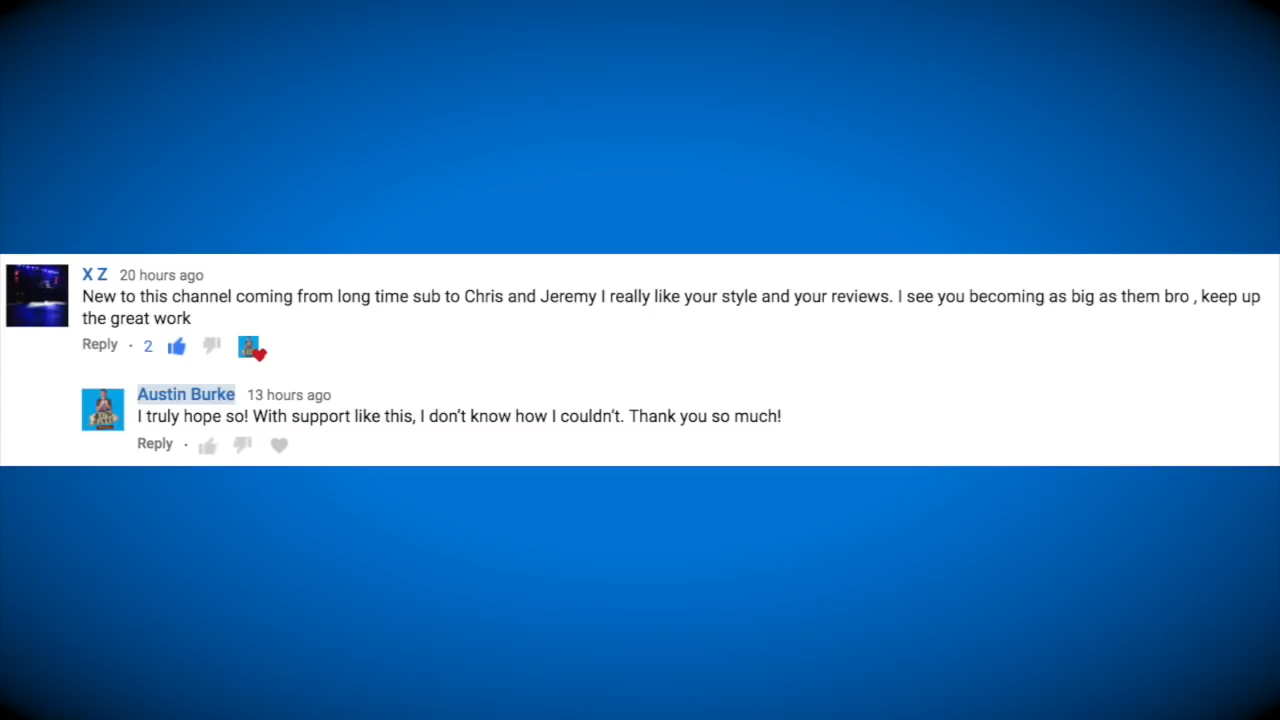 X Z 20 hours ago
New to this channel coming from long time sub to Chris and Jeremy I really like your style and your reviews. I see you becoming as big as them bro , keep up
the great work
Reply · 2
Austin Burke 13 hours ago
I truly hope so! With support like this, I don't know how I couldn't. Thank you so much!
Reply ·